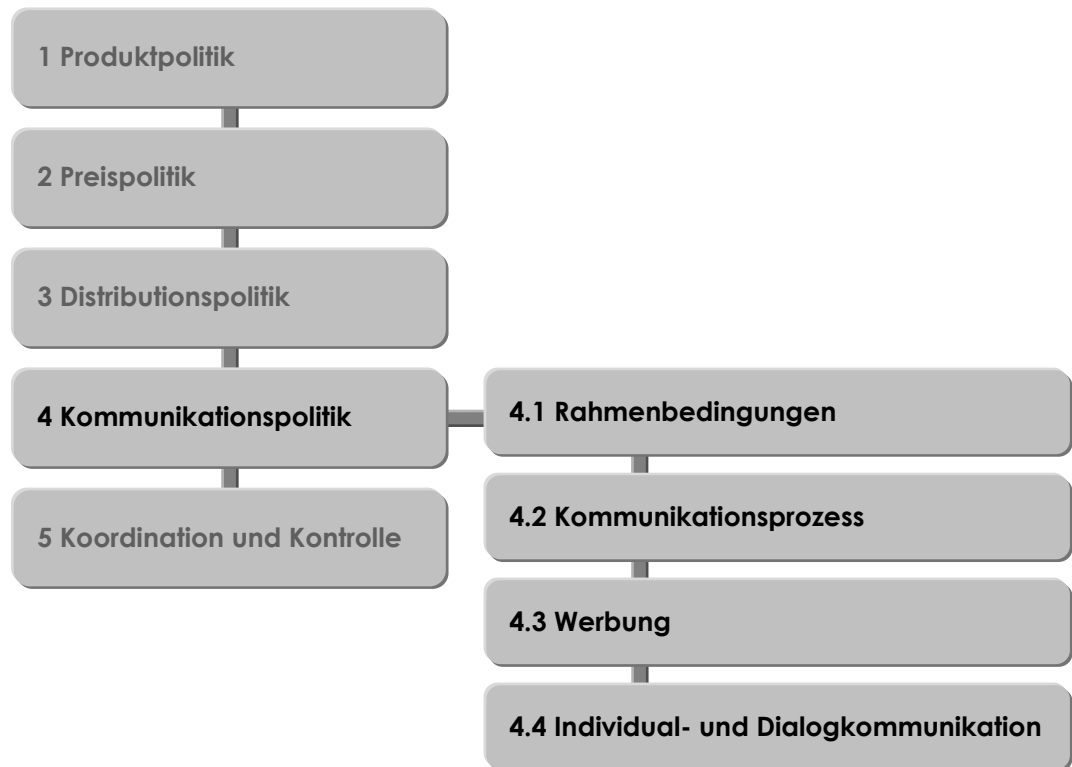 1 Produktpolitik
2 Preispolitik
3 Distributionspolitik
4 Kommunikationspolitik
5 Koordination und Kontrolle
4.1 Rahmenbedingungen
4.2 Kommunikationsprozess
4.3 Werbung
4.4 Individual- und Dialogkommunikation